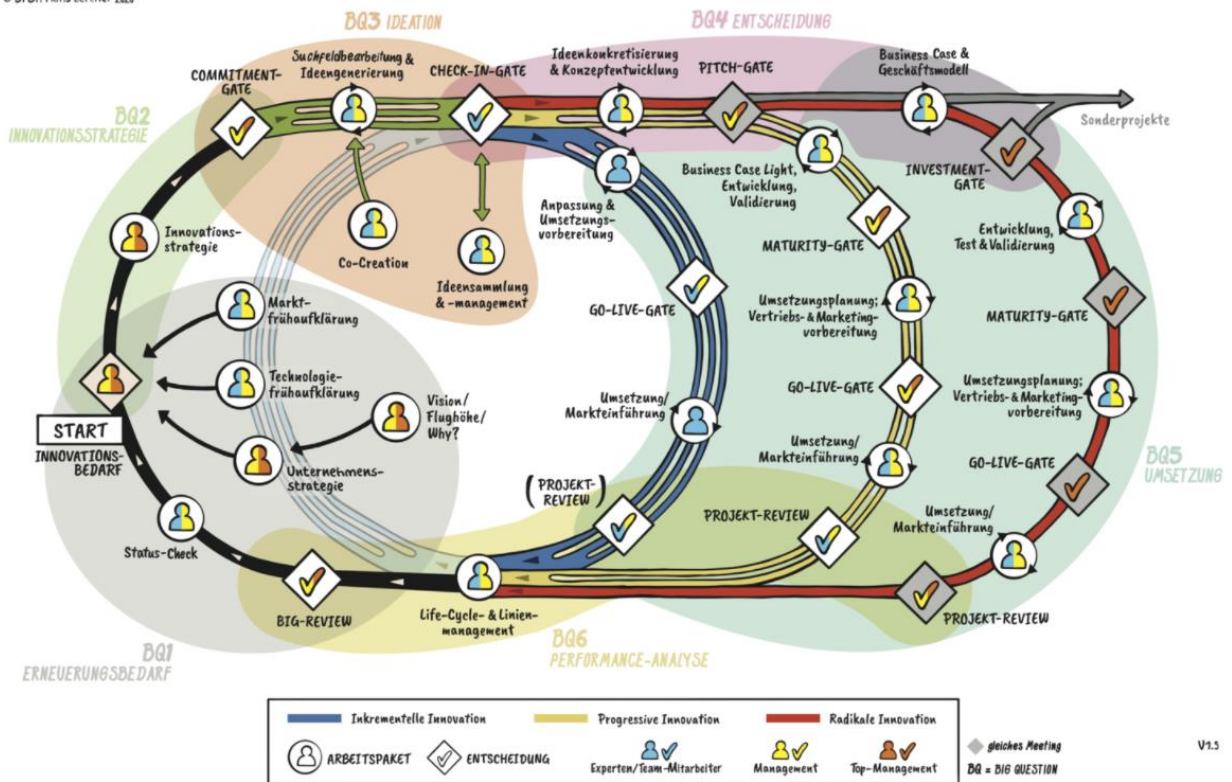 BQ3 IDEATION
BQ4 ENTSCHEIDUNG
COMMITMENT-
GATE
Suchfeldbearbeitung &
Ideengenerierung
CHECK-IN-GATE
Ideenkonkretisierung
& Konzeptentwicklung
PITCH-GATE
Business Case &
Geschäftsmodell
Sonderprojekte
BQ2
INNOVATIONSSTRATEGIE
INVESTMENT-
GATE
Business Case Light,
Entwicklung,
Validierung
Anpassung &
Umsetzungs-
vorbereitung
Innovations-
strategie
Co-Creation
Ideensammlung
& -management
MATURITY-GATE
Entwicklung,
Test & Validierung
Markt-
frühaufklärung
GO-LIVE-GATE
Umsetzungsplanung;
Vertriebs- & Marketing-
vorbereitung
MATURITY-GATE
Technologie-
frühaufklärung
Vision/
Flughöhe/
Why?
Umsetzung/
Markteinführung
GO-LIVE-GATE
Umsetzungsplanung;
Vertriebs- & Marketing-
vorbereitung
START
INNOVATIONS-
BEDARF
Unternehmens-
strategie
Umsetzung/
Markteinführung
GO-LIVE-GATE
BQ5
UMSETZUNG
(PROJEKT-
REVIEW)
PROJEKT-REVIEW
Umsetzung/
Markteinführung
Status-Check
BIG-REVIEW
Life-Cycle- & Linien-
management
PROJEKT-REVIEW
BQ1
ERNEUERUNGSBEDARF
BQ6
PERFORMANCE-ANALYSE
Inkrementelle Innovation
Progressive Innovation
Radikale Innovation
ARBEITSPAKET
ENTSCHEIDUNG
Experten/Team-Mitarbeiter
Management
Top-Management
gleiches Meeting
BQ = BIG QUESTION
V1.5